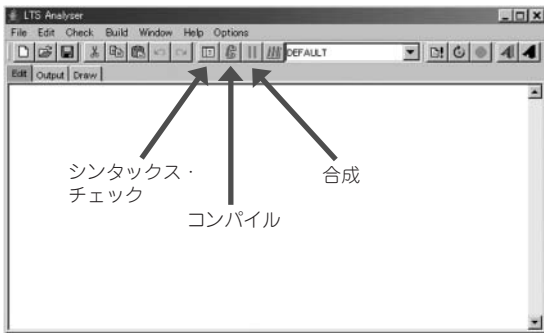 LTS Analyser
File Edit Check Build Window Help Options
DEFAULT
Edit Output Draw
シンタックス・
チェック
コンパイル
合成